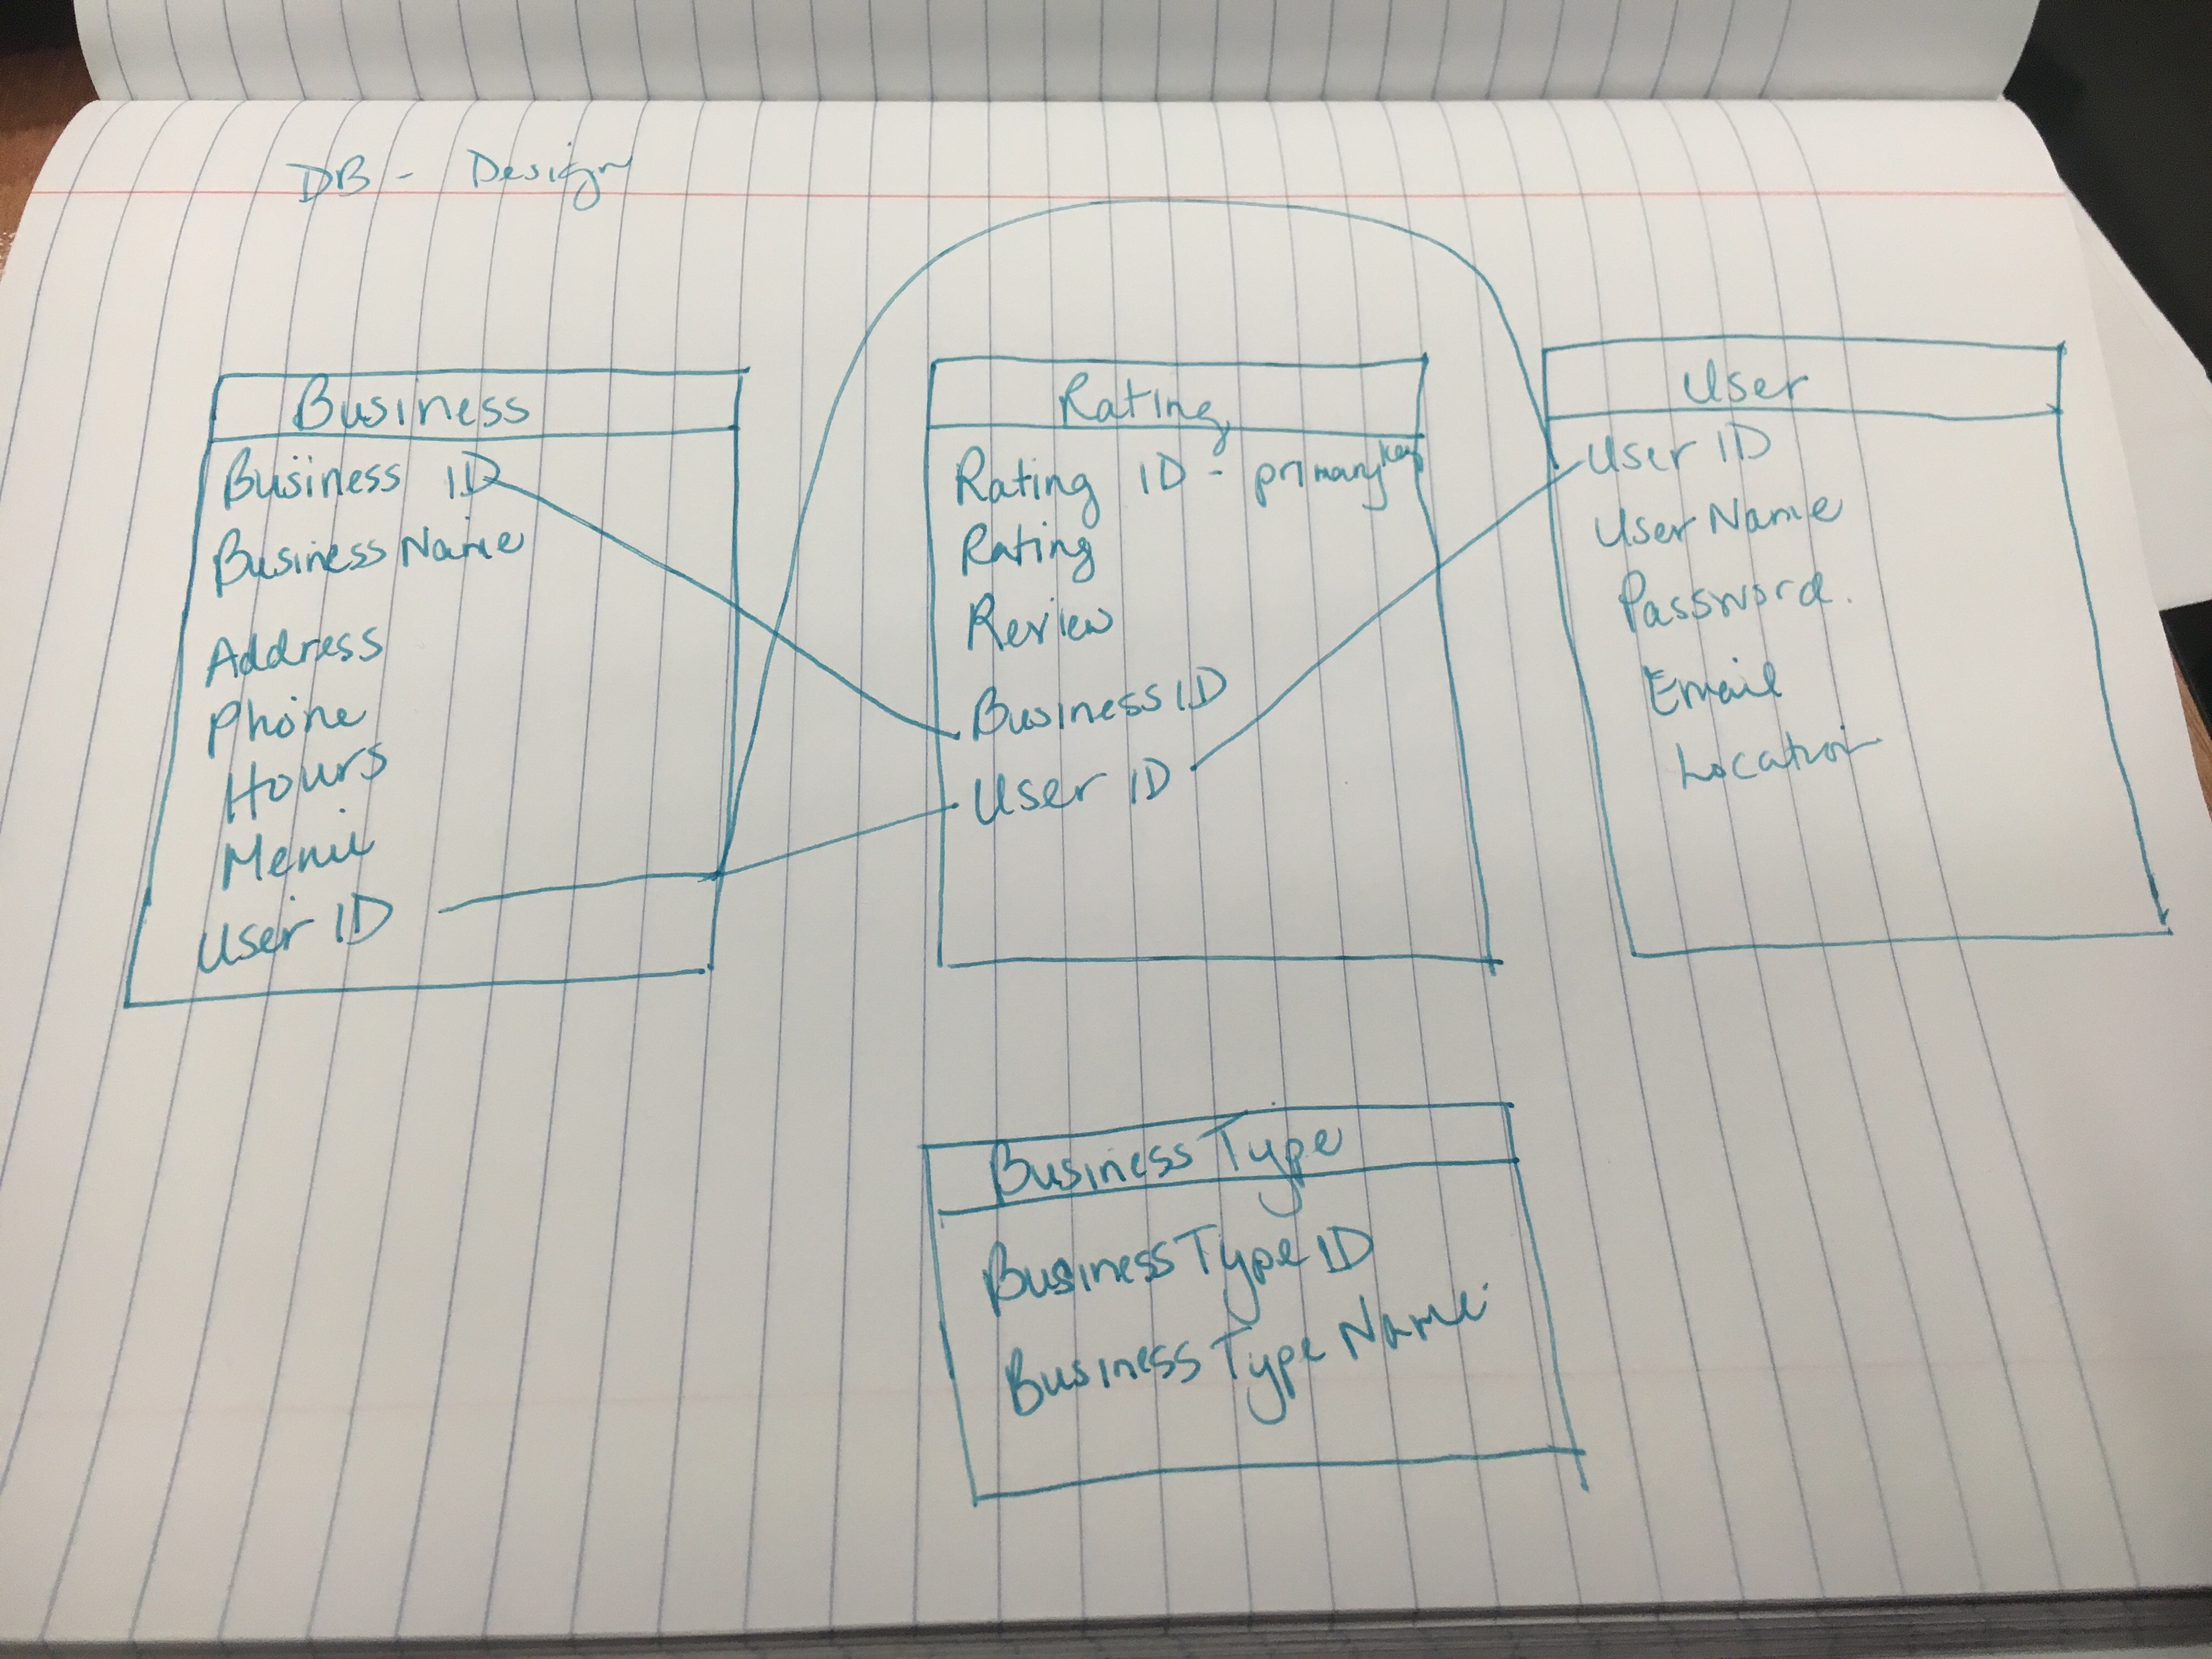 DB - Design
Business
Business ID
Business Name
Address
Phone
Hours
Menu
User ID
Rating
Rating ID - primary key
Rating
Review
Business ID
User ID
User
User ID
User Name
Password.
Email
Location
Business Type
Business Type ID
Business Type Name